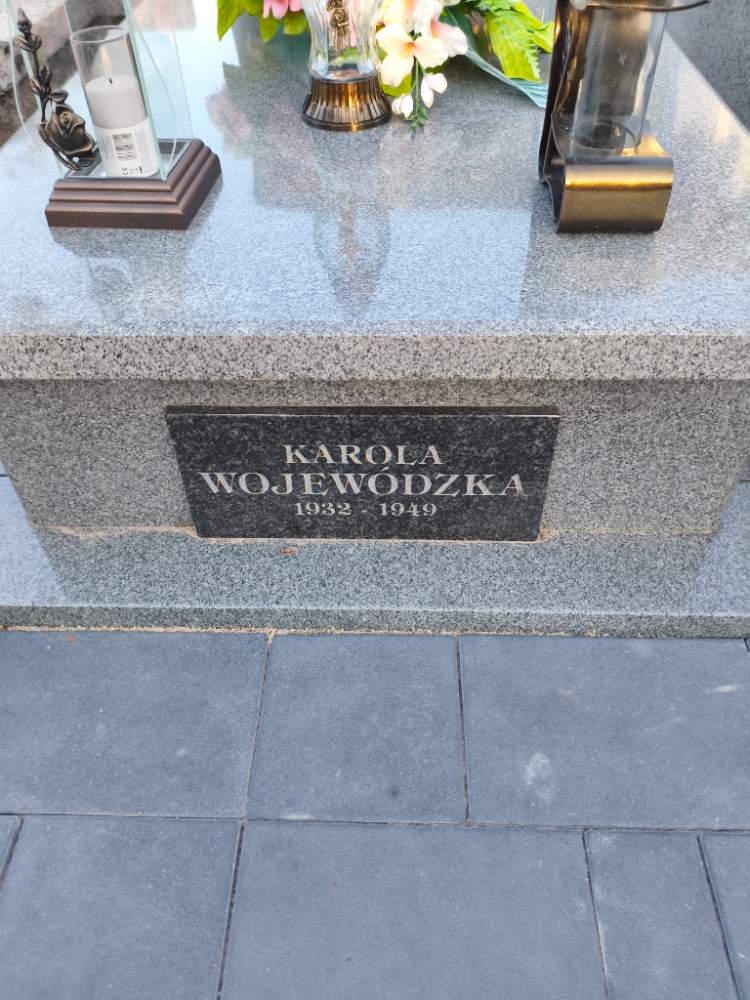 KAROLA
WOJEWÓDZKA
1932 - 1949